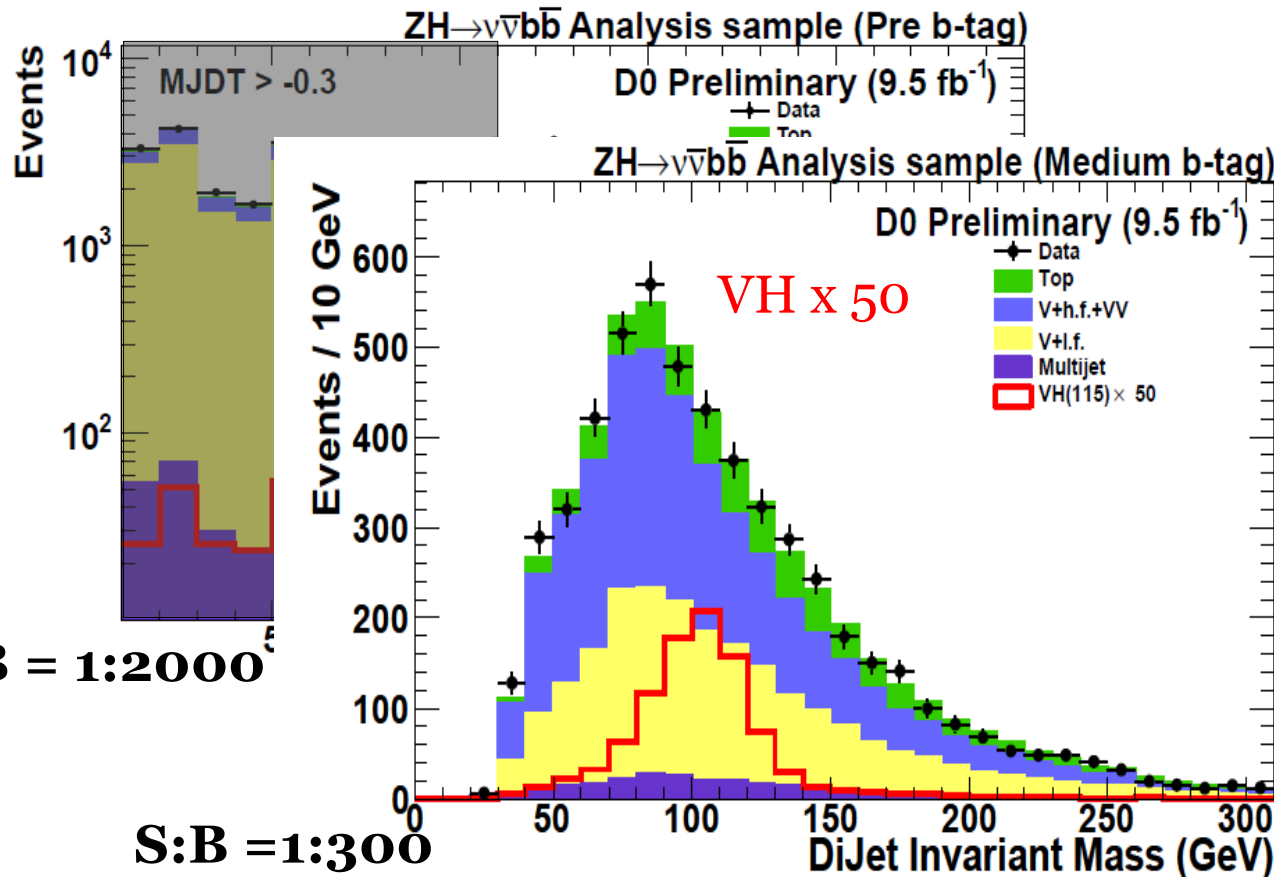 ZH→νν̄bb̄ Analysis sample (Pre b-tag)
Events
10⁴
10³
10²
MJDT > -0.3
D0 Preliminary (9.5 fb⁻¹)
Data
Top
= 1:2000
ZH→νν̄bb̄ Analysis sample (Medium b-tag)
Events / 10 GeV
600
500
400
300
200
100
0
D0 Preliminary (9.5 fb⁻¹)
VH x 50
Data
Top
V+h.f.+VV
V+l.f.
Multijet
VH(115)× 50
0 50 100 150 200 250 300
DiJet Invariant Mass (GeV)
S:B =1:300